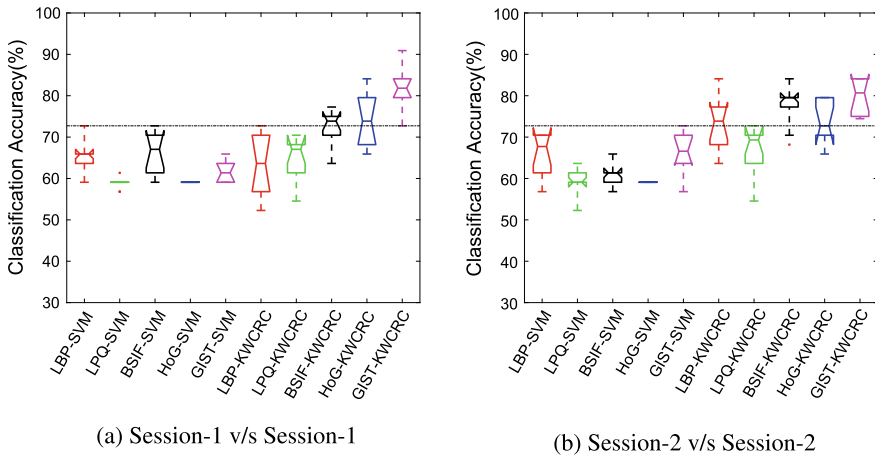 Classification Accuracy(%)
100
90
80
70
60
50
40
30
LBP-SVM
LPQ-SVM
BSIF-SVM
HoG-SVM
GIST-SVM
LBP-KWCRC
LPQ-KWCRC
BSIF-KWCRC
HoG-KWCRC
GIST-KWCRC
(a) Session-1 v/s Session-1
Classification Accuracy(%)
100
90
80
70
60
50
40
30
LBP-SVM
LPQ-SVM
BSIF-SVM
HoG-SVM
GIST-SVM
LBP-KWCRC
LPQ-KWCRC
BSIF-KWCRC
HoG-KWCRC
GIST-KWCRC
(b) Session-2 v/s Session-2